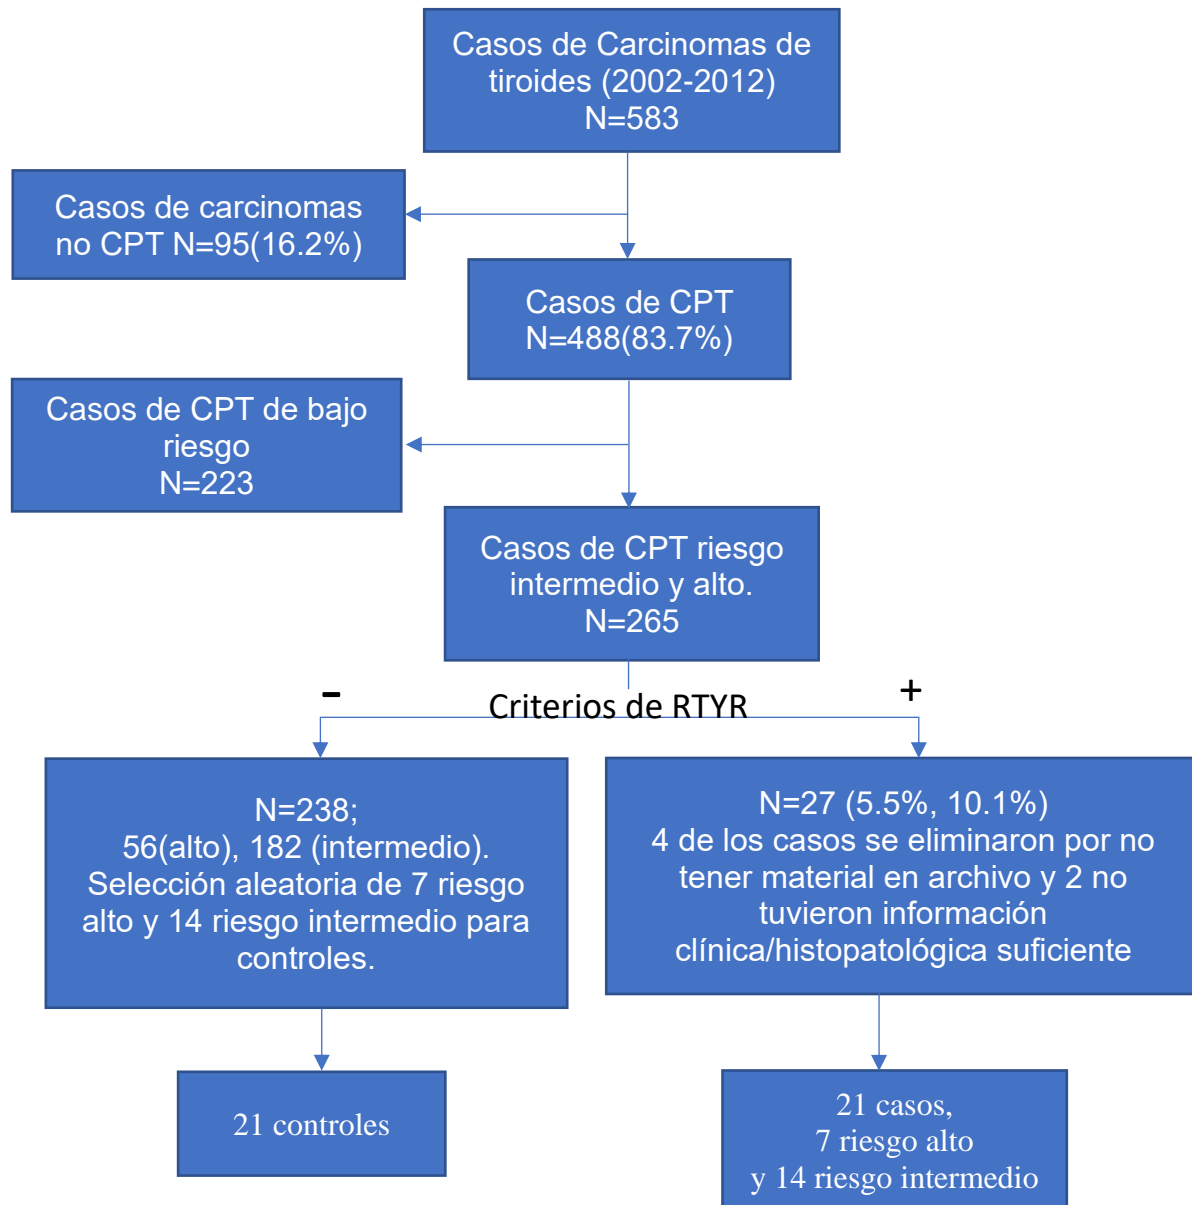 Casos de Carcinomas de
tiroides (2002-2012)
N=583
Casos de carcinomas
no CPT N=95(16.2%)
Casos de CPT
N=488(83.7%)
Casos de CPT de bajo
riesgo
N=223
Casos de CPT riesgo
intermedio y alto.
N=265
-
Criterios de RTYR
+
N=238;
56(alto), 182 (intermedio).
Selección aleatoria de 7 riesgo
alto y 14 riesgo intermedio para
controles.
N=27 (5.5%, 10.1%)
4 de los casos se eliminaron por no
tener material en archivo y 2 no
tuvieron información
clínica/histopatológica suficiente
21 controles
21 casos,
7 riesgo alto
y 14 riesgo intermedio